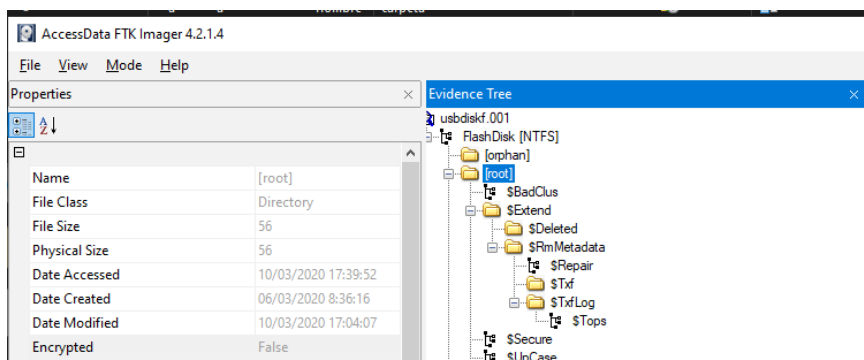 nombre carpeta
AccessData FTK Imager 4.2.1.4
File View Mode Help
Properties
Evidence Tree
Name [root]
File Class Directory
File Size 56
Physical Size 56
Date Accessed 10/03/2020 17:39:52
Date Created 06/03/2020 8:36:16
Date Modified 10/03/2020 17:04:07
Encrypted False
usbdiskf.001
FlashDisk [NTFS]
[orphan]
[root]
$BadClus
$Extend
$Deleted
$RmMetadata
$Repair
$Txf
$TxfLog
$Tops
$Secure
$UpCase